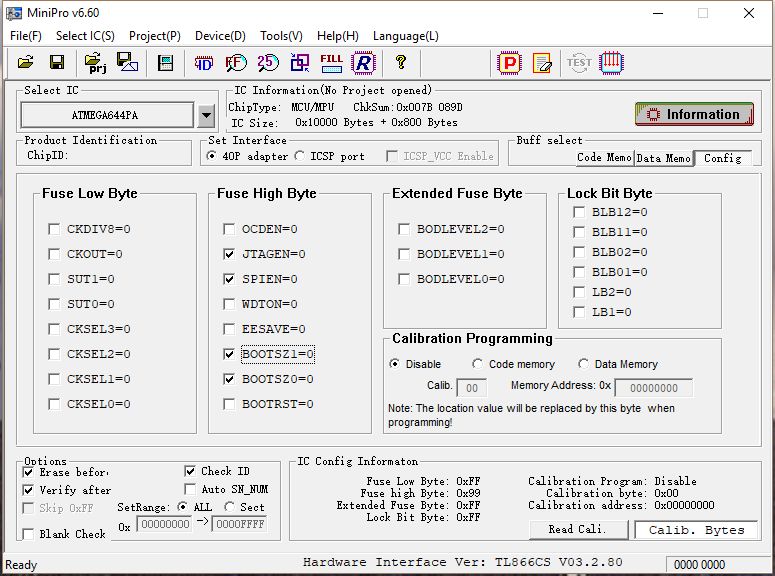 MiniPro v6.60
File(F) Select IC(S) Project(P) Device(D) Tools(V) Help(H) Language(L)
prj ID FF 25 FILL R ? P TEST
Select IC
ATMEGA644PA
IC Information(No Project opened)
ChipType: MCU/MPU ChkSum:0x007B 089D
IC Size: 0x10000 Bytes + 0x800 Bytes
Information
Product Identification
ChipID:
Set Interface
40P adapter ICSP port ICSP_VCC Enable
Buff select
Code Memo Data Memo Config
Fuse Low Byte
CKDIV8=0
CKOUT=0
SUT1=0
SUT0=0
CKSEL3=0
CKSEL2=0
CKSEL1=0
CKSEL0=0
Fuse High Byte
OCDEN=0
JTAGEN=0
SPIEN=0
WDTON=0
EESAVE=0
BOOTSZ1=0
BOOTSZ0=0
BOOTRST=0
Extended Fuse Byte
BODLEVEL2=0
BODLEVEL1=0
BODLEVEL0=0
Lock Bit Byte
BLB12=0
BLB11=0
BLB02=0
BLB01=0
LB2=0
LB1=0
Calibration Programming
Disable Code memory Data Memory
Calib. 00 Memory Address: 0x 00000000
Note: The location value will be replaced by this byte when
programming!
Options
Erase befor
Check ID
Verify after
Auto SN_NUM
Skip 0xFF
SetRange: ALL Sect
Blank Check
0x 00000000 -> 0000FFFF
IC Config Informaton
Fuse Low Byte: 0xFF
Fuse high Byte: 0x99
Extended Fuse Byte: 0xFF
Lock Bit Byte: 0xFF
Calibration Program: Disable
Calibration byte: 0x00
Calibration address: 0x00000000
Read Cali. Calib. Bytes
Ready
Hardware Interface Ver: TL866CS V03.2.80
0000 0000